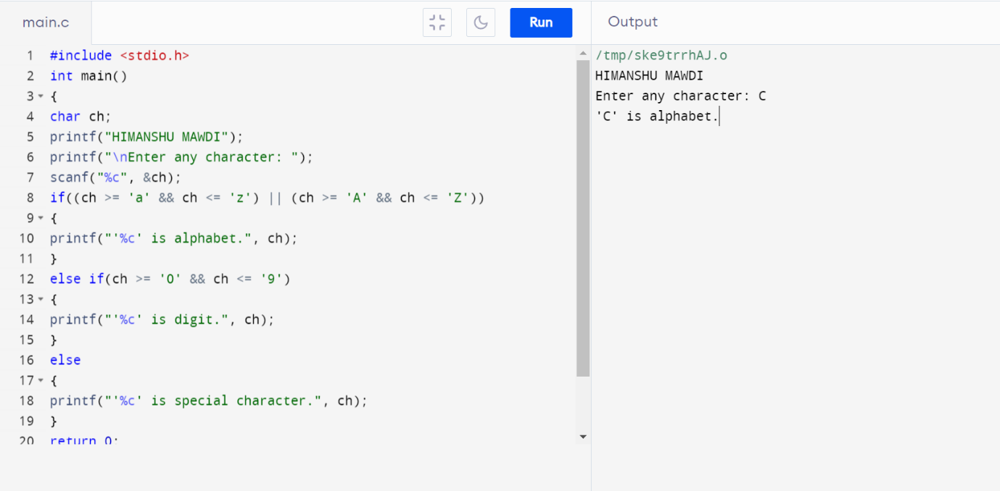 main.c
Run
Output
1 #include <stdio.h>
2 int main()
3 {
4 char ch;
5 printf("HIMANSHU MAWDI");
6 printf("\nEnter any character: ");
7 scanf("%c", &ch);
8 if((ch >= 'a' && ch <= 'z') || (ch >= 'A' && ch <= 'Z'))
9 {
10 printf("'%c' is alphabet.", ch);
11 }
12 else if(ch >= '0' && ch <= '9')
13 {
14 printf("'%c' is digit.", ch);
15 }
16 else
17 {
18 printf("'%c' is special character.", ch);
19 }
20 return 0;
/tmp/ske9trrhAJ.o
HIMANSHU MAWDI
Enter any character: C
'C' is alphabet.